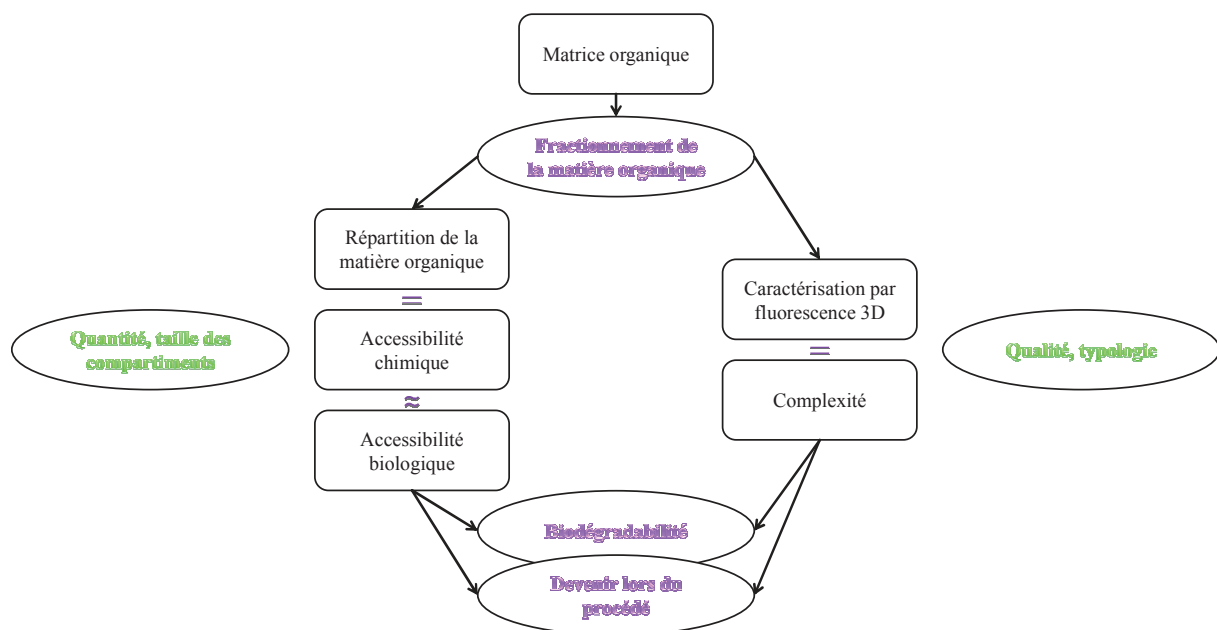 Matrice organique
Fractionnement de
la matière organique
Répartition de la
matière organique
=
Caractérisation par
fluorescence 3D
=
Quantité, taille des
compartiments
Accessibilité
chimique
≈
Qualité, typologie
Complexité
Accessibilité
biologique
Biodégradabilité
Devenir lors du
procédé